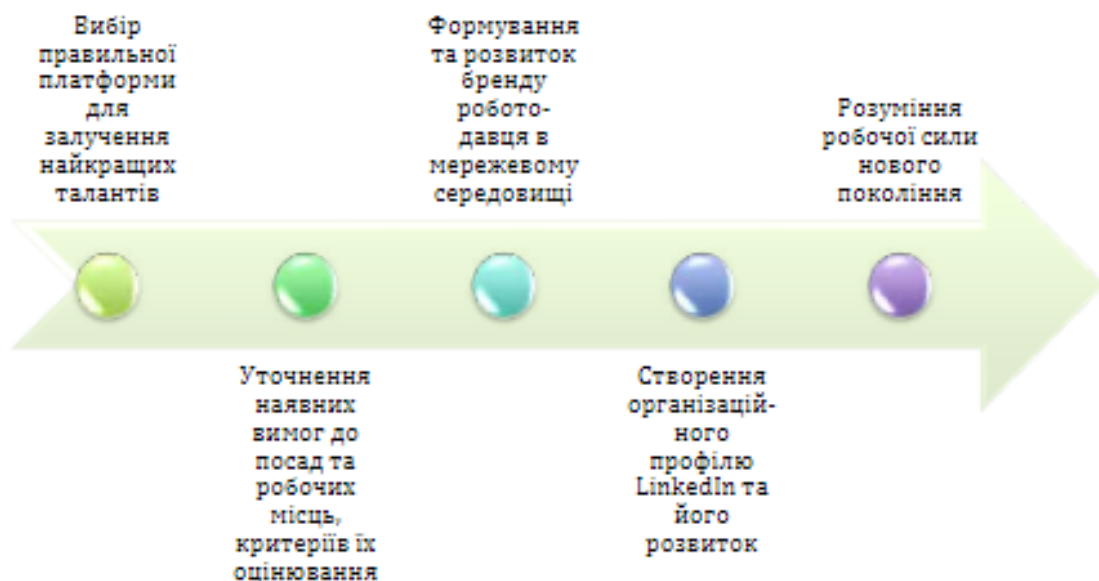 Вибір
правильної
платформи
для
залучення
найкращих
талантів
Уточнення
наявних
вимог до
посад та
робочих
місць,
критеріїв їх
оцінювання
Формування
та розвиток
бренду
робото-
давця в
мережевому
середовищі
Створення
організацій-
ного
профілю
LinkedIn та
його
розвиток
Розуміння
робочої сили
нового
покоління